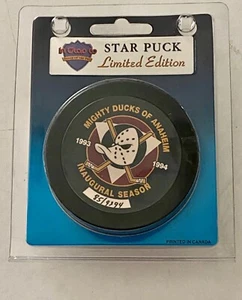 STAR PUCK
Limited Edition
MIGHTY DUCKS OF ANAHEIM
1993
1994
INAUGURAL SEASON
PRINTED IN CANADA